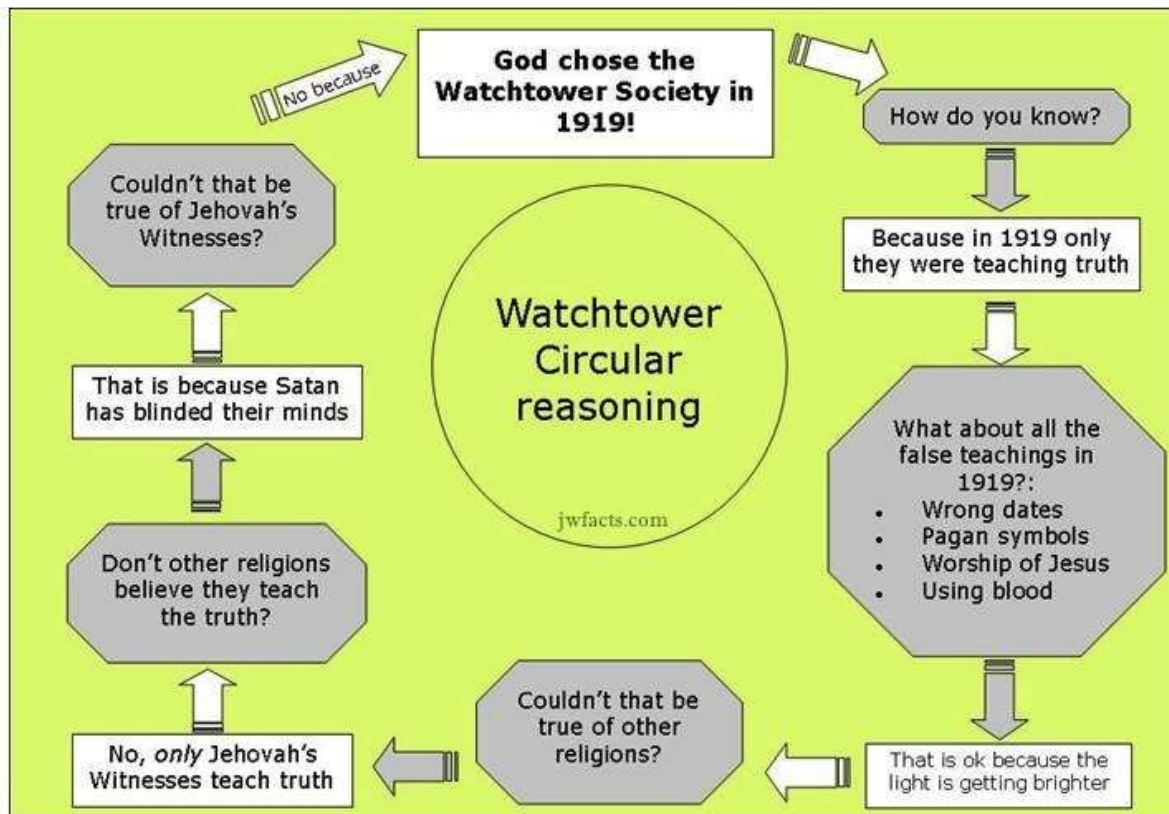 God chose the
Watchtower Society in
1919!
How do you know?
Because in 1919 only
they were teaching truth
What about all the
false teachings in
1919?:
• Wrong dates
• Pagan symbols
• Worship of Jesus
• Using blood
That is ok because the
light is getting brighter
Couldn't that be
true of other
religions?
No, only Jehovah's
Witnesses teach truth
Don't other religions
believe they teach
the truth?
That is because Satan
has blinded their minds
Couldn't that be
true of Jehovah's
Witnesses?
No because
Watchtower
Circular
reasoning
jwfacts.com